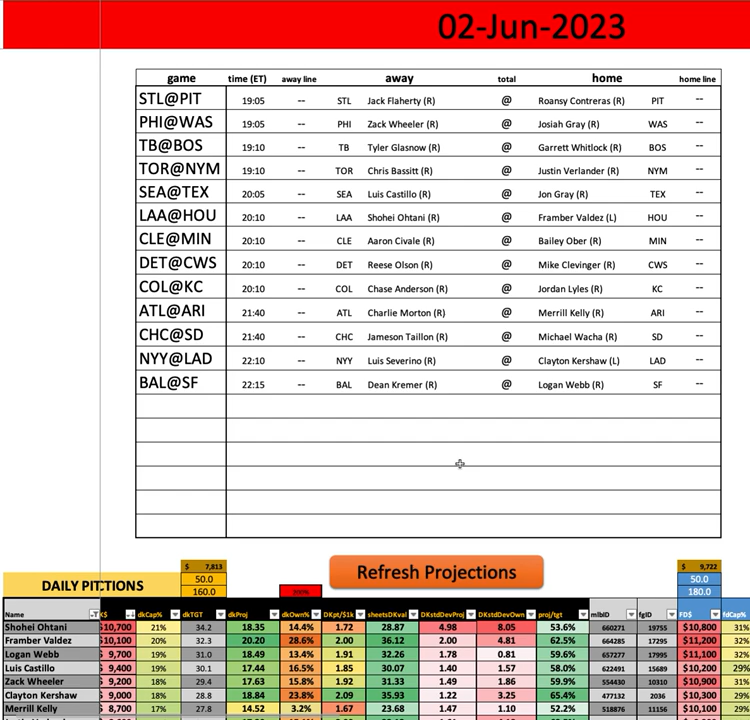 02-Jun-2023
game time (ET) away line away total home home line
STL@PIT 19:05 -- STL Jack Flaherty (R) @ Roansy Contreras (R) PIT --
PHI@WAS 19:05 -- PHI Zack Wheeler (R) @ Josiah Gray (R) WAS --
TB@BOS 19:10 -- TB Tyler Glasnow (R) @ Garrett Whitlock (R) BOS --
TOR@NYM 19:10 -- TOR Chris Bassitt (R) @ Justin Verlander (R) NYM --
SEA@TEX 20:05 -- SEA Luis Castillo (R) @ Jon Gray (R) TEX --
LAA@HOU 20:10 -- LAA Shohei Ohtani (R) @ Framber Valdez (L) HOU --
CLE@MIN 20:10 -- CLE Aaron Civale (R) @ Bailey Ober (R) MIN --
DET@CWS 20:10 -- DET Reese Olson (R) @ Mike Clevinger (R) CWS --
COL@KC 20:10 -- COL Chase Anderson (R) @ Jordan Lyles (R) KC --
ATL@ARI 21:40 -- ATL Charlie Morton (R) @ Merrill Kelly (R) ARI --
CHC@SD 21:40 -- CHC Jameson Taillon (R) @ Michael Wacha (R) SD --
NYY@LAD 22:10 -- NYY Luis Severino (R) @ Clayton Kershaw (L) LAD --
BAL@SF 22:15 -- BAL Dean Kremer (R) @ Logan Webb (R) SF --
$ 7,813 $ 9,722
DAILY PIT TIONS 50.0 Refresh Projections 50.0
160.0 180.0
Name K$ dkCap% dkTGT dkProj dkOwn% DKpt/$1k sheetsDKval DKstdDevProj DKstdDevOwn proj/tgt mlbID fgID FD$ fdCap%
Shohei Ohtani $10,700 21% 34.2 18.35 14.4% 1.72 28.87 4.98 8.05 53.6% 660271 19755 $10,800 31%
Framber Valdez $10,100 20% 32.3 20.20 28.6% 2.00 36.12 2.00 4.81 62.5% 664285 17295 $11,200 32%
Logan Webb $ 9,700 19% 31.0 18.49 13.4% 1.91 32.26 1.78 0.81 59.6% 657277 17995 $11,100 32%
Luis Castillo $ 9,400 19% 30.1 17.44 16.5% 1.85 30.07 1.40 1.57 58.0% 622491 15689 $10,200 29%
Zack Wheeler $ 9,200 18% 29.4 17.63 15.8% 1.92 31.33 1.49 1.86 59.9% 554430 10310 $10,900 31%
Clayton Kershaw $ 9,000 18% 28.8 18.84 23.8% 2.09 35.93 1.22 3.25 65.4% 477132 2036 $10,300 29%
Merrill Kelly $ 8,700 17% 27.8 14.52 3.2% 1.67 23.68 1.47 1.10 52.2% 518876 11156 $10,100 29%